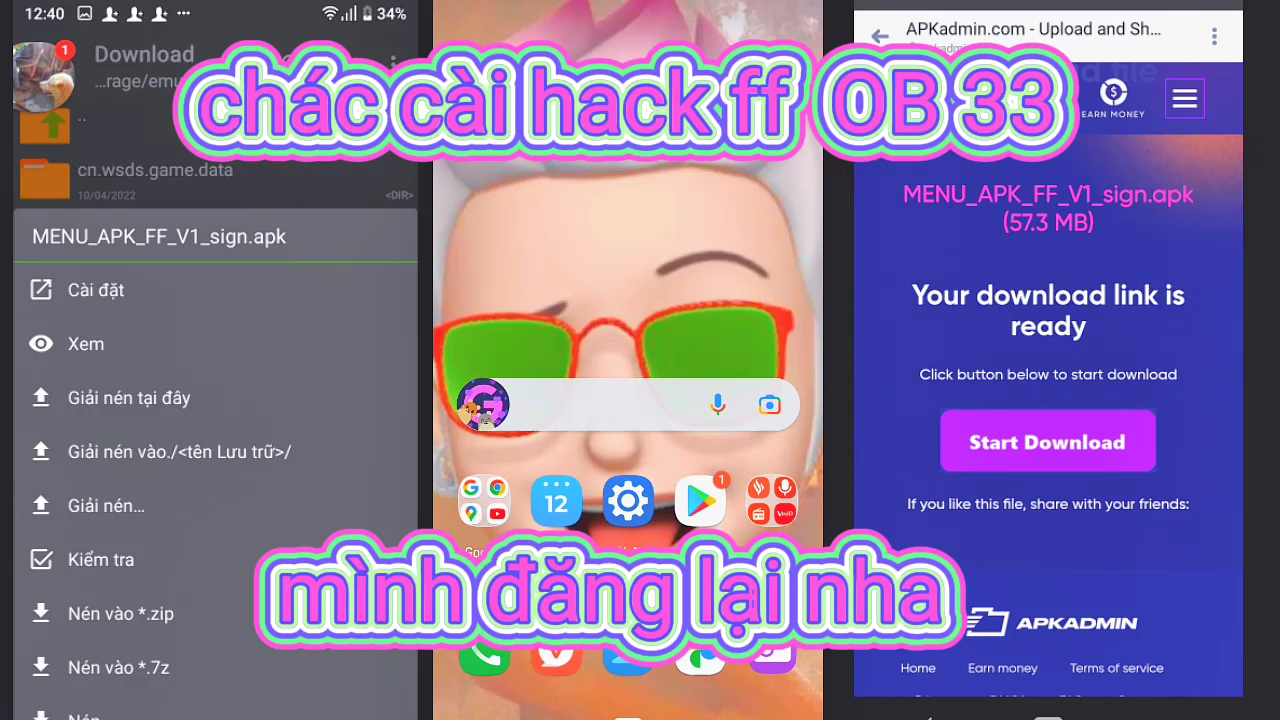 chác cài hack ff OB 33
mình đăng lại nha
12:40
34%
1
Download
...rage/emu
..
cn.wsds.game.data
10/04/2022
<DIR>
MENU_APK_FF_V1_sign.apk
Cài đặt
Xem
Giải nén tại đây
Giải nén vào./<tên Lưu trữ>/
Giải nén...
Kiểm tra
Nén vào *.zip
Nén vào *.7z
12
1
APKadmin.com - Upload and Sh...
EARN MONEY
MENU_APK_FF_V1_sign.apk
(57.3 MB)
Your download link is
ready
Click button below to start download
Start Download
If you like this file, share with your friends:
APKADMIN
Home Earn money Terms of service